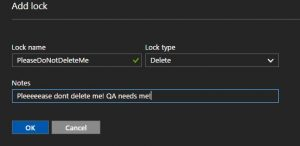 Add lock
Lock name Lock type
PleaseDoNotDeleteMe Delete
Notes
Pleeeeease dont delete me! QA needs me!
OK Cancel